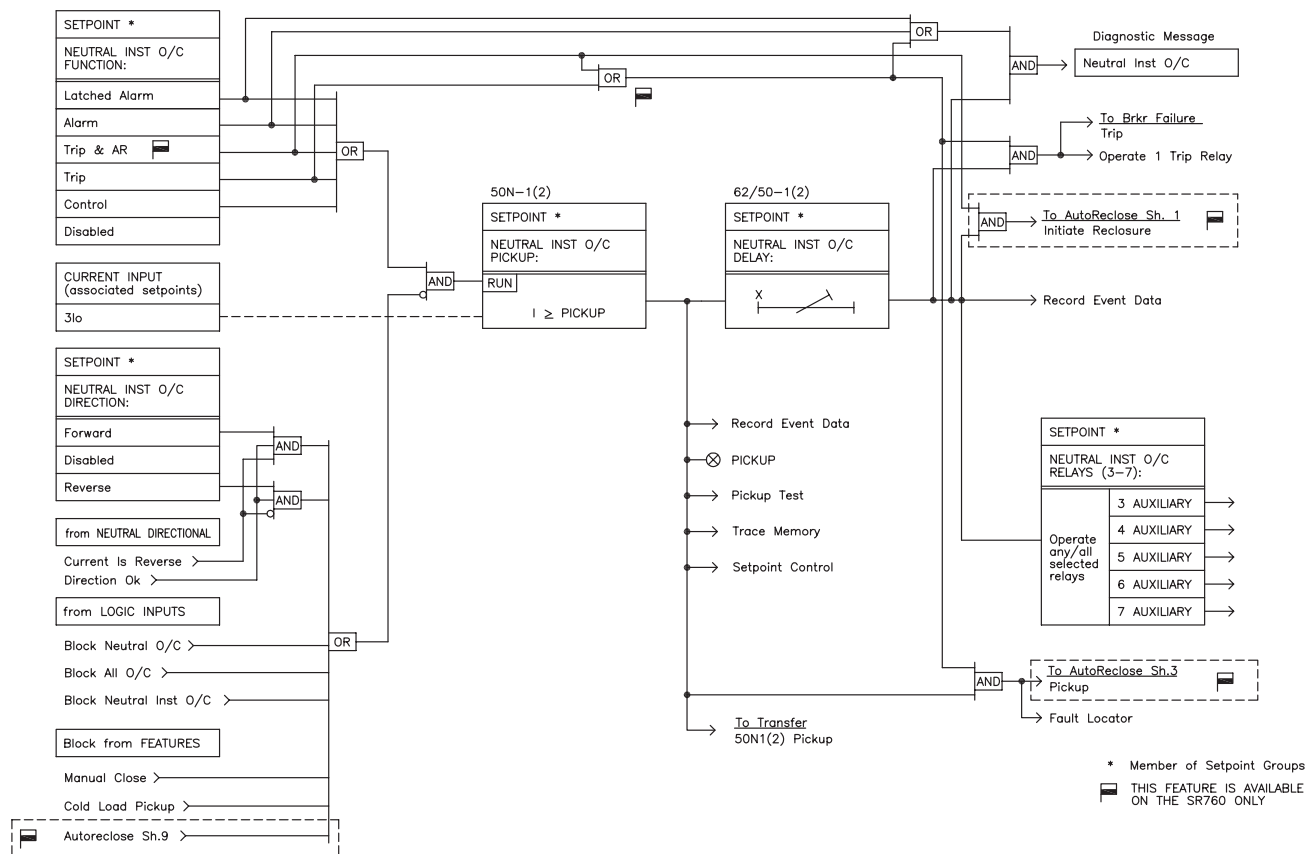 SETPOINT *
NEUTRAL INST O/C
FUNCTION:
Latched Alarm
Alarm
Trip & AR
Trip
Control
Disabled
OR
CURRENT INPUT
(associated setpoints)
3Io
SETPOINT *
NEUTRAL INST O/C
DIRECTION:
Forward
Disabled
Reverse
AND
AND
from NEUTRAL DIRECTIONAL
Current Is Reverse
Direction Ok
from LOGIC INPUTS
Block Neutral O/C
Block All O/C
Block Neutral Inst O/C
OR
Block from FEATURES
Manual Close
Cold Load Pickup
Autoreclose Sh.9
AND
50N-1(2)
SETPOINT *
NEUTRAL INST O/C
PICKUP:
RUN
I ≥ PICKUP
62/50-1(2)
SETPOINT *
NEUTRAL INST O/C
DELAY:
X
OR
OR
AND
Diagnostic Message
Neutral Inst O/C
AND
To Brkr Failure
Trip
Operate 1 Trip Relay
AND
To AutoReclose Sh. 1
Initiate Reclosure
Record Event Data
Record Event Data
PICKUP
Pickup Test
Trace Memory
Setpoint Control
SETPOINT *
NEUTRAL INST O/C
RELAYS (3-7):
Operate
any/all
selected
relays
3 AUXILIARY
4 AUXILIARY
5 AUXILIARY
6 AUXILIARY
7 AUXILIARY
AND
To AutoReclose Sh.3
Pickup
Fault Locator
To Transfer
50N1(2) Pickup
* Member of Setpoint Groups
THIS FEATURE IS AVAILABLE
ON THE SR760 ONLY